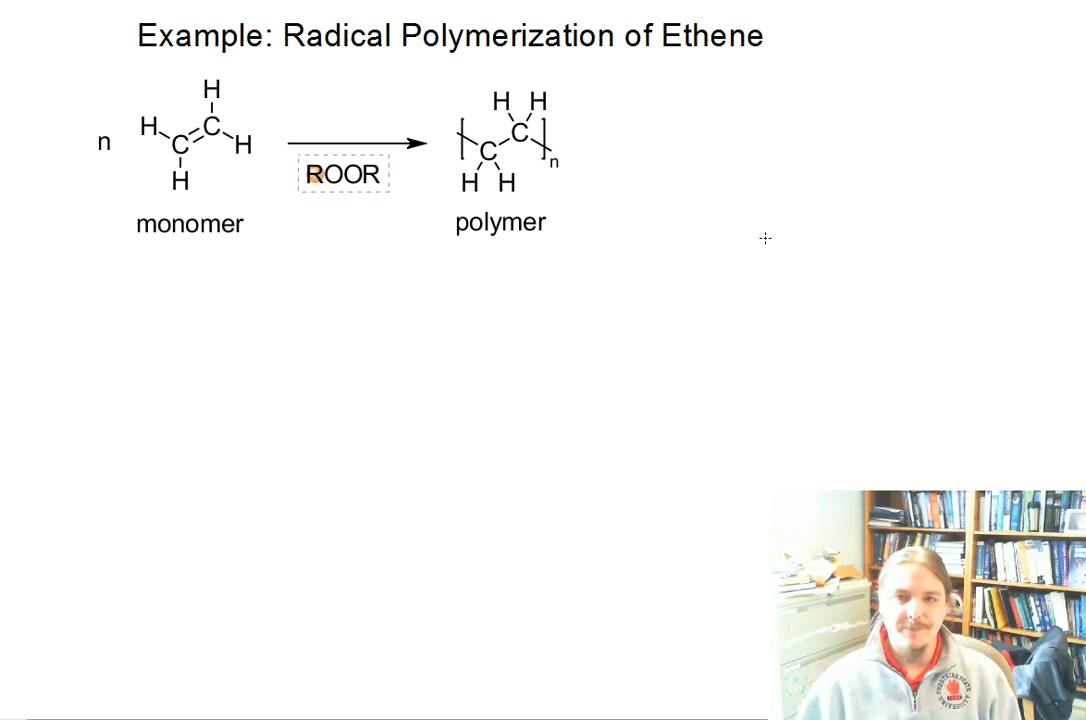 Example: Radical Polymerization of Ethene
H
H C
n C H
H
ROOR
H H
C
C n
H H
monomer
polymer